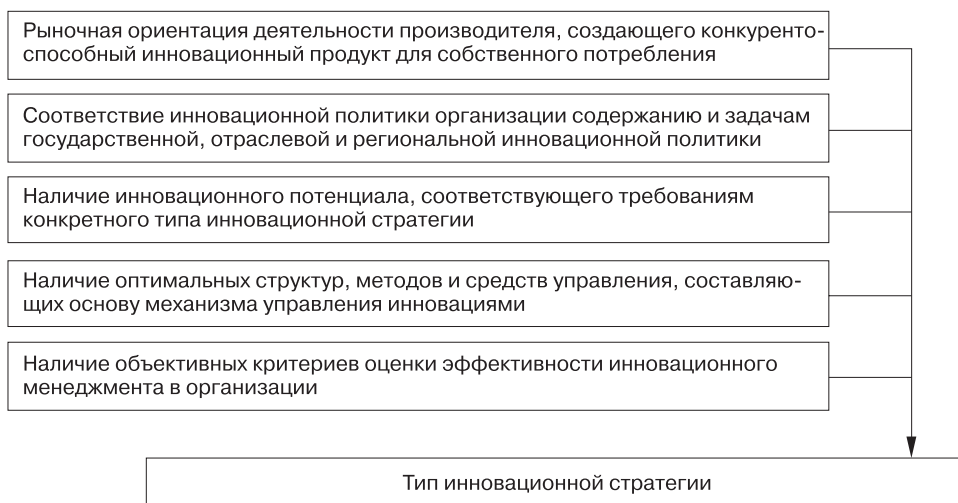 Рыночная ориентация деятельности производителя, создающего конкуренто-
способный инновационный продукт для собственного потребления
Соответствие инновационной политики организации содержанию и задачам
государственной, отраслевой и региональной инновационной политики
Наличие инновационного потенциала, соответствующего требованиям
конкретного типа инновационной стратегии
Наличие оптимальных структур, методов и средств управления, составляю-
щих основу механизма управления инновациями
Наличие объективных критериев оценки эффективности инновационного
менеджмента в организации
Тип инновационной стратегии